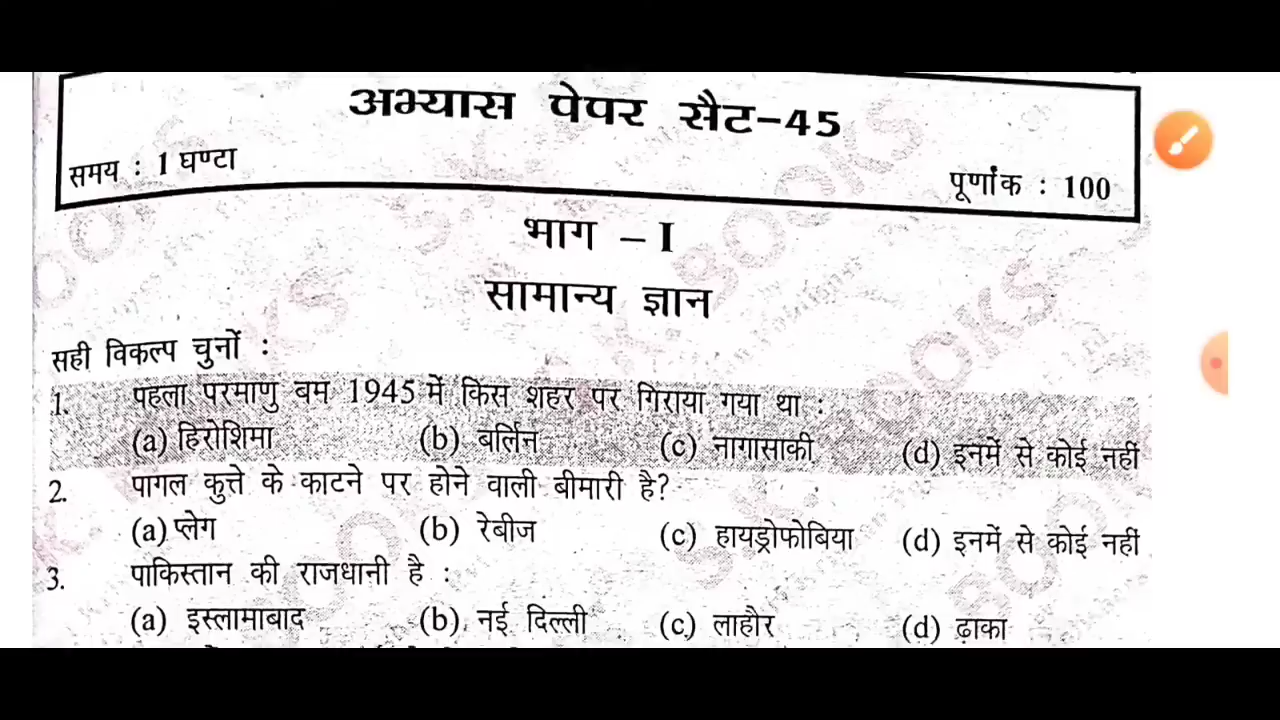 अभ्यास पेपर सैट-45
समय : 1 घण्टा
पूर्णांक : 100
भाग - I
सामान्य ज्ञान
सही विकल्प चुनों :
1. पहला परमाणु बम 1945 में किस शहर पर गिराया गया था :
(a) हिरोशिमा (b) बर्लिन (c) नागासाकी (d) इनमें से कोई नहीं
2. पागल कुत्ते के काटने पर होने वाली बीमारी है?
(a) प्लेग (b) रेबीज (c) हायड्रोफोबिया (d) इनमें से कोई नहीं
3. पाकिस्तान की राजधानी है :
(a) इस्लामाबाद (b) नई दिल्ली (c) लाहौर (d) ढ़ाका